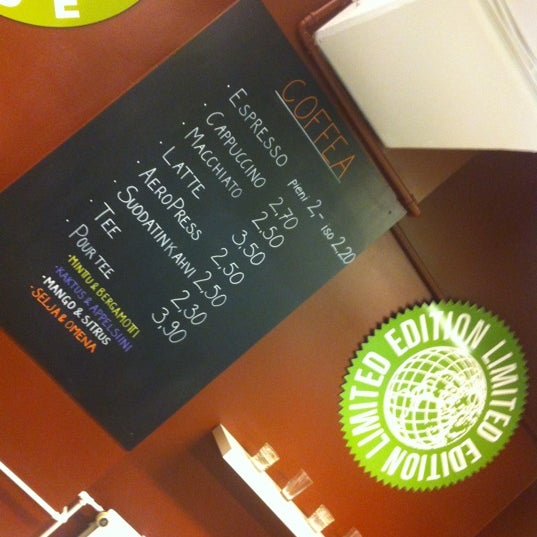 COFFEA
· ESPRESSO pieni 2,- iso 2,20
· CAPPUCCINO 2,70
· MACCHIATO 2,50
· LATTE 3,50
· AEROPRESS 2,50
· SUODATINKAHVI 2,50
· TEE 2,30
· POUR TEE 3,90
· MINTTU & BERGAMOTTI
· KAKTUS & APPELSIINI
· MANGO & SITRUS
· SELJA & OMENA
LIMITED EDITION LIMITED EDITION